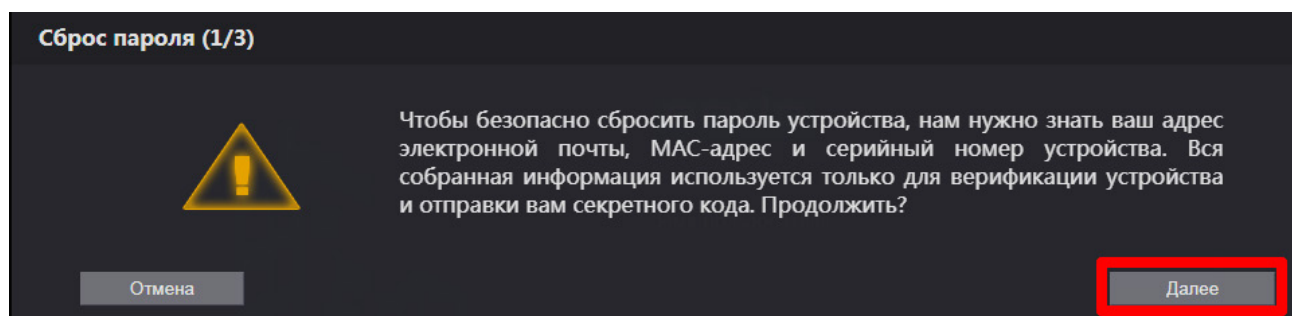 Сброс пароля (1/3)
Чтобы безопасно сбросить пароль устройства, нам нужно знать ваш адрес
электронной почты, MAC-адрес и серийный номер устройства. Вся
собранная информация используется только для верификации устройства
и отправки вам секретного кода. Продолжить?
Отмена
Далее